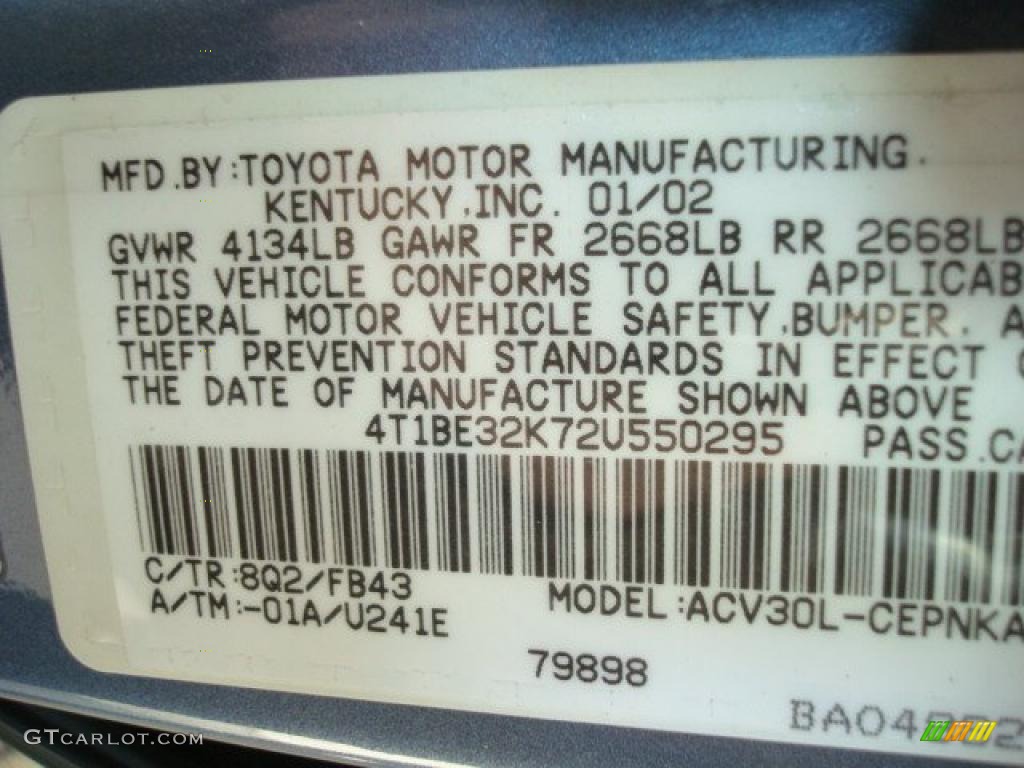 MFD.BY:TOYOTA MOTOR MANUFACTURING.
KENTUCKY,INC. 01/02
GVWR 4134LB GAWR FR 2668LB RR 2668LB
THIS VEHICLE CONFORMS TO ALL APPLICAB
FEDERAL MOTOR VEHICLE SAFETY,BUMPER. A
THEFT PREVENTION STANDARDS IN EFFECT
THE DATE OF MANUFACTURE SHOWN ABOVE
4T1BE32K72U550295 PASS.CA
C/TR:8Q2/FB43
A/TM:-01A/U241E
MODEL:ACV30L-CEPNKA
79898
GTCARLOT.COM